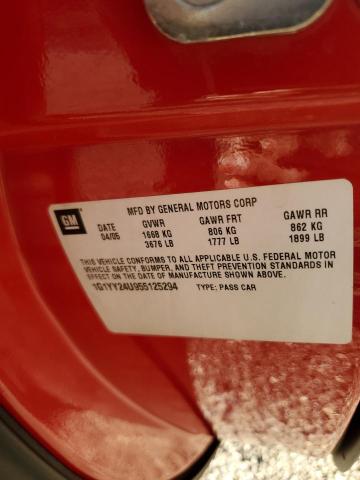 GM
MFD BY GENERAL MOTORS CORP
DATE GVWR GAWR FRT GAWR RR
04/05 1668 KG 806 KG 862 KG
3676 LB 1777 LB 1899 LB
THIS VEHICLE CONFORMS TO ALL APPLICABLE U.S. FEDERAL MOTOR
VEHICLE SAFETY, BUMPER, AND THEFT PREVENTION STANDARDS IN
EFFECT ON THE DATE OF MANUFACTURE SHOWN ABOVE.
1G1YY24U955125294 TYPE: PASS CAR